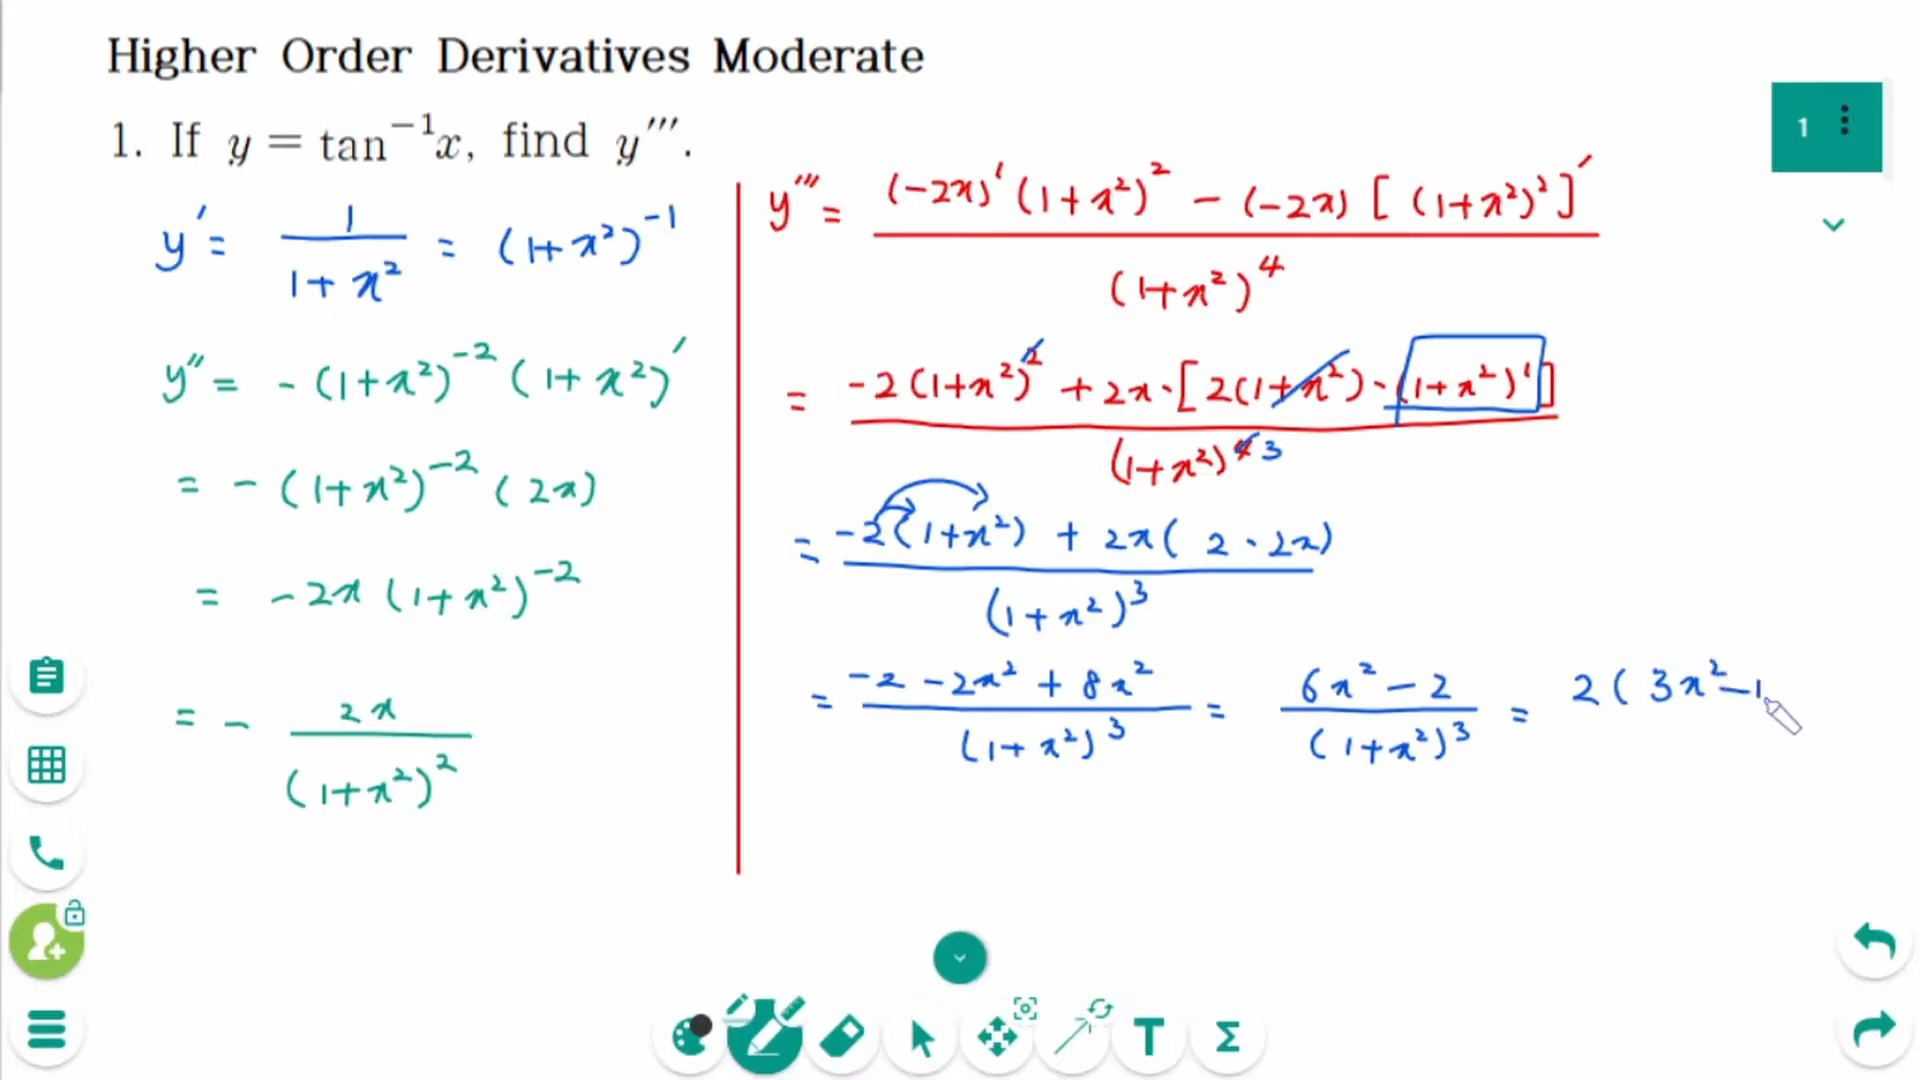 Higher Order Derivatives Moderate
1. If y = tan⁻¹x, find y′′′.
y′ = 1/(1+x²) = (1+x²)⁻¹
y′′ = -(1+x²)⁻² (1+x²)′
= -(1+x²)⁻² (2x)
= -2x (1+x²)⁻²
= - 2x/(1+x²)²
y′′′ = (-2x)′(1+x²)² - (-2x)[(1+x²)²]′ / (1+x²)⁴
= -2(1+x²)² + 2x·[2(1+x²)·(1+x²)′] / (1+x²)⁴ 3
= -2(1+x²) + 2x(2·2x) / (1+x²)³
= -2-2x²+8x² / (1+x²)³ = 6x²-2 / (1+x²)³ = 2(3x²-1
1
T
Σ